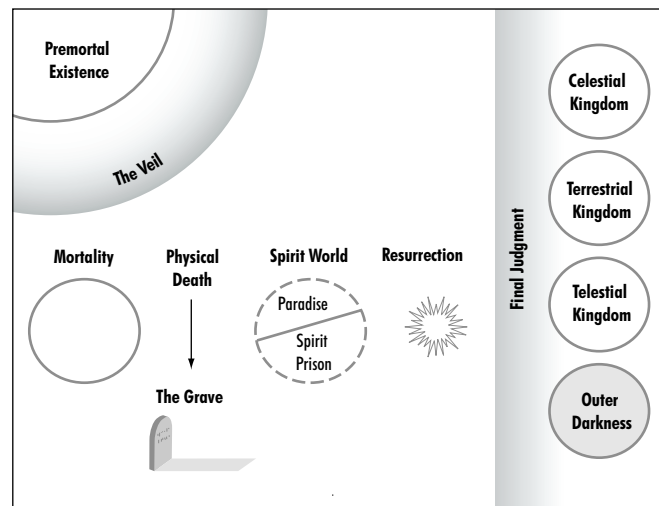 Premortal
Existence
The Veil
Mortality
Physical
Death
The Grave
Spirit World
Paradise
Spirit
Prison
Resurrection
Final Judgment
Celestial
Kingdom
Terrestrial
Kingdom
Telestial
Kingdom
Outer
Darkness